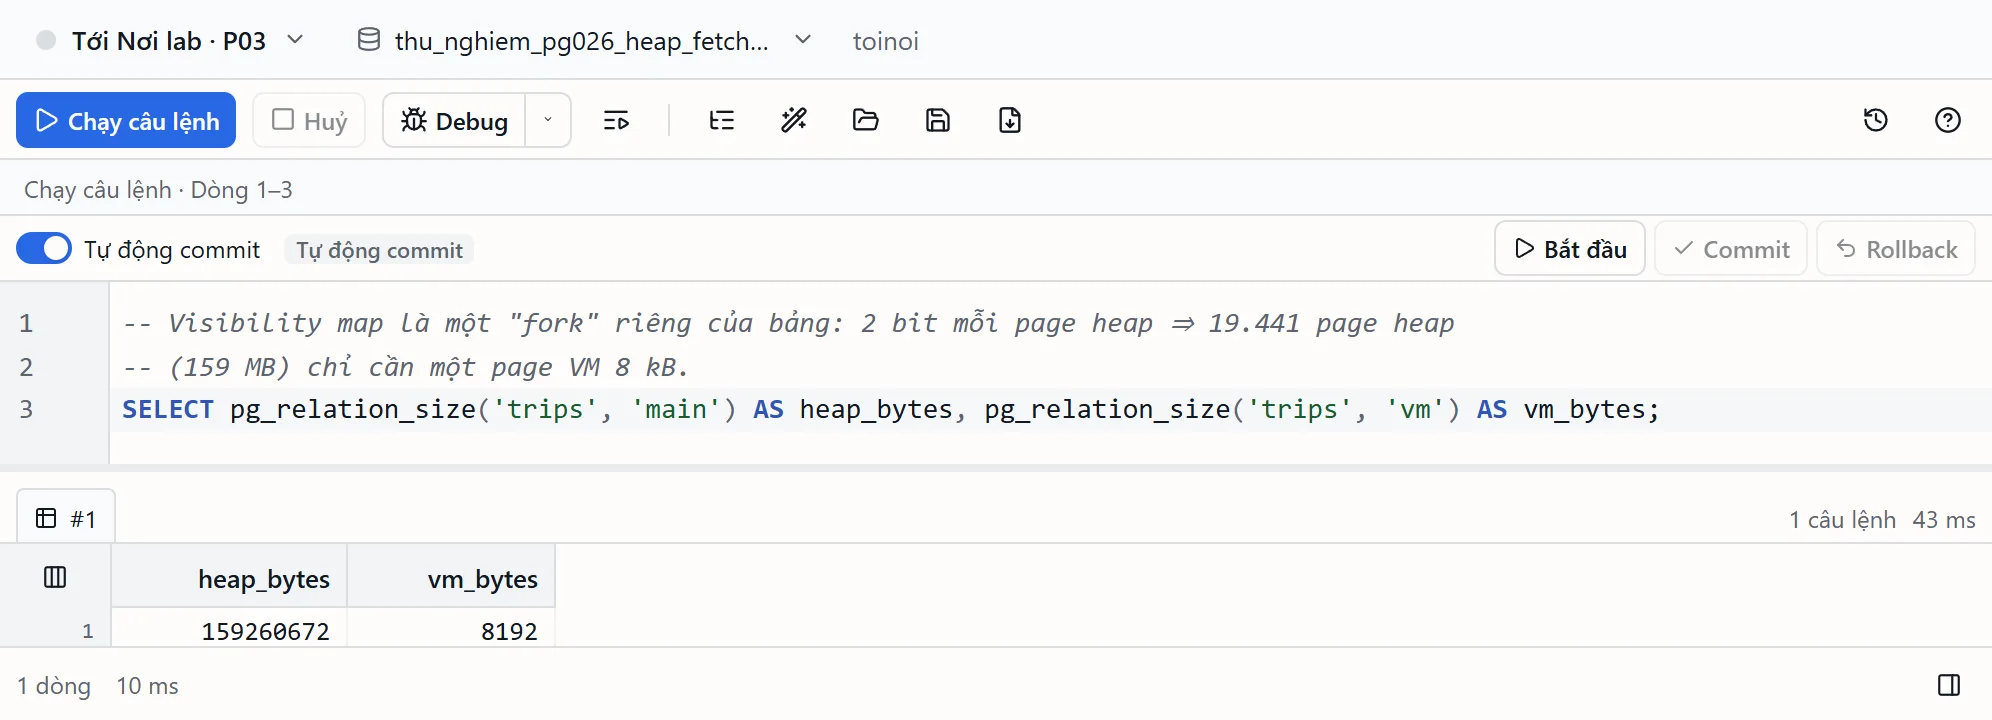 Tới Nơi lab · P03 thu_nghiem_pg026_heap_fetch... toinoi
Chạy câu lệnh Huỷ Debug
Chạy câu lệnh · Dòng 1–3
Tự động commit Tự động commit Bắt đầu Commit Rollback
1 -- Visibility map là một "fork" riêng của bảng: 2 bit mỗi page heap ⇒ 19.441 page heap
2 -- (159 MB) chỉ cần một page VM 8 kB.
3 SELECT pg_relation_size('trips', 'main') AS heap_bytes, pg_relation_size('trips', 'vm') AS vm_bytes;
#1 1 câu lệnh 43 ms
heap_bytes vm_bytes
1 159260672 8192
1 dòng 10 ms